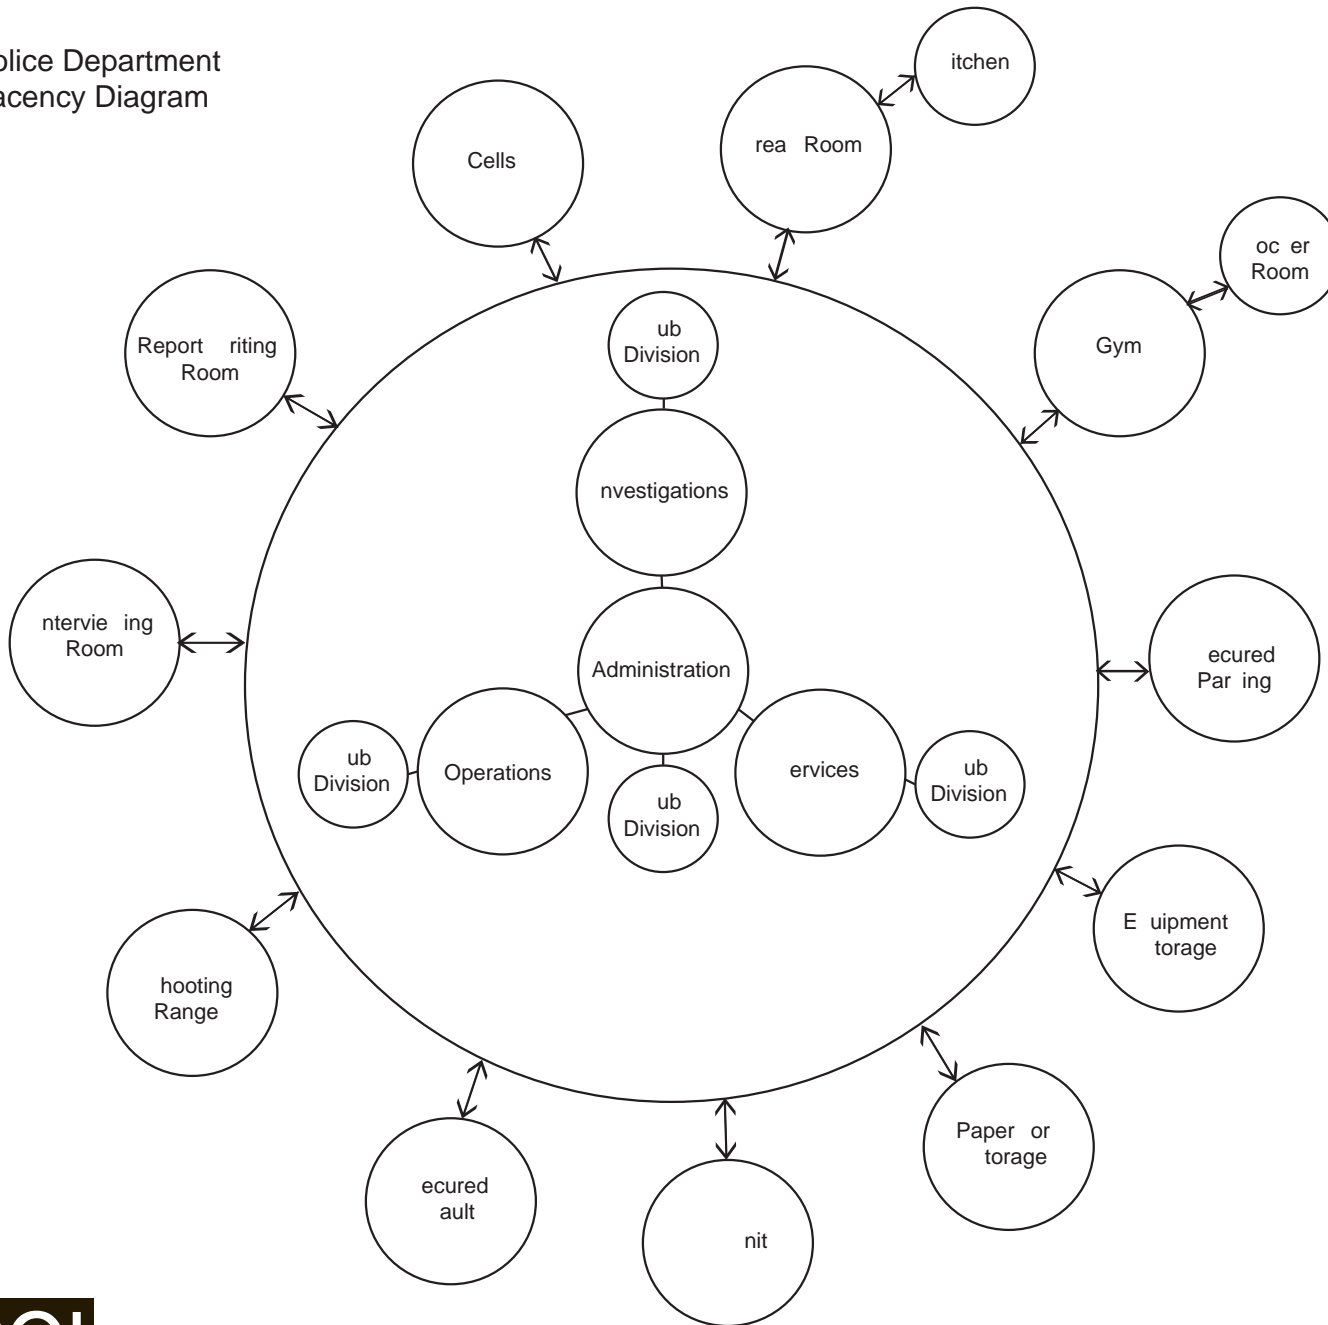 olice Department
acency Diagram
itchen
rea Room
Cells
oc er
Room
Gym
Report riting
Room
ub
Division
nvestigations
ntervie ing
Room
Administration
ecured
Par ing
ub
Division
Operations
ervices
ub
Division
ub
Division
E uipment
torage
hooting
Range
Paper or
torage
ecured
ault
nit